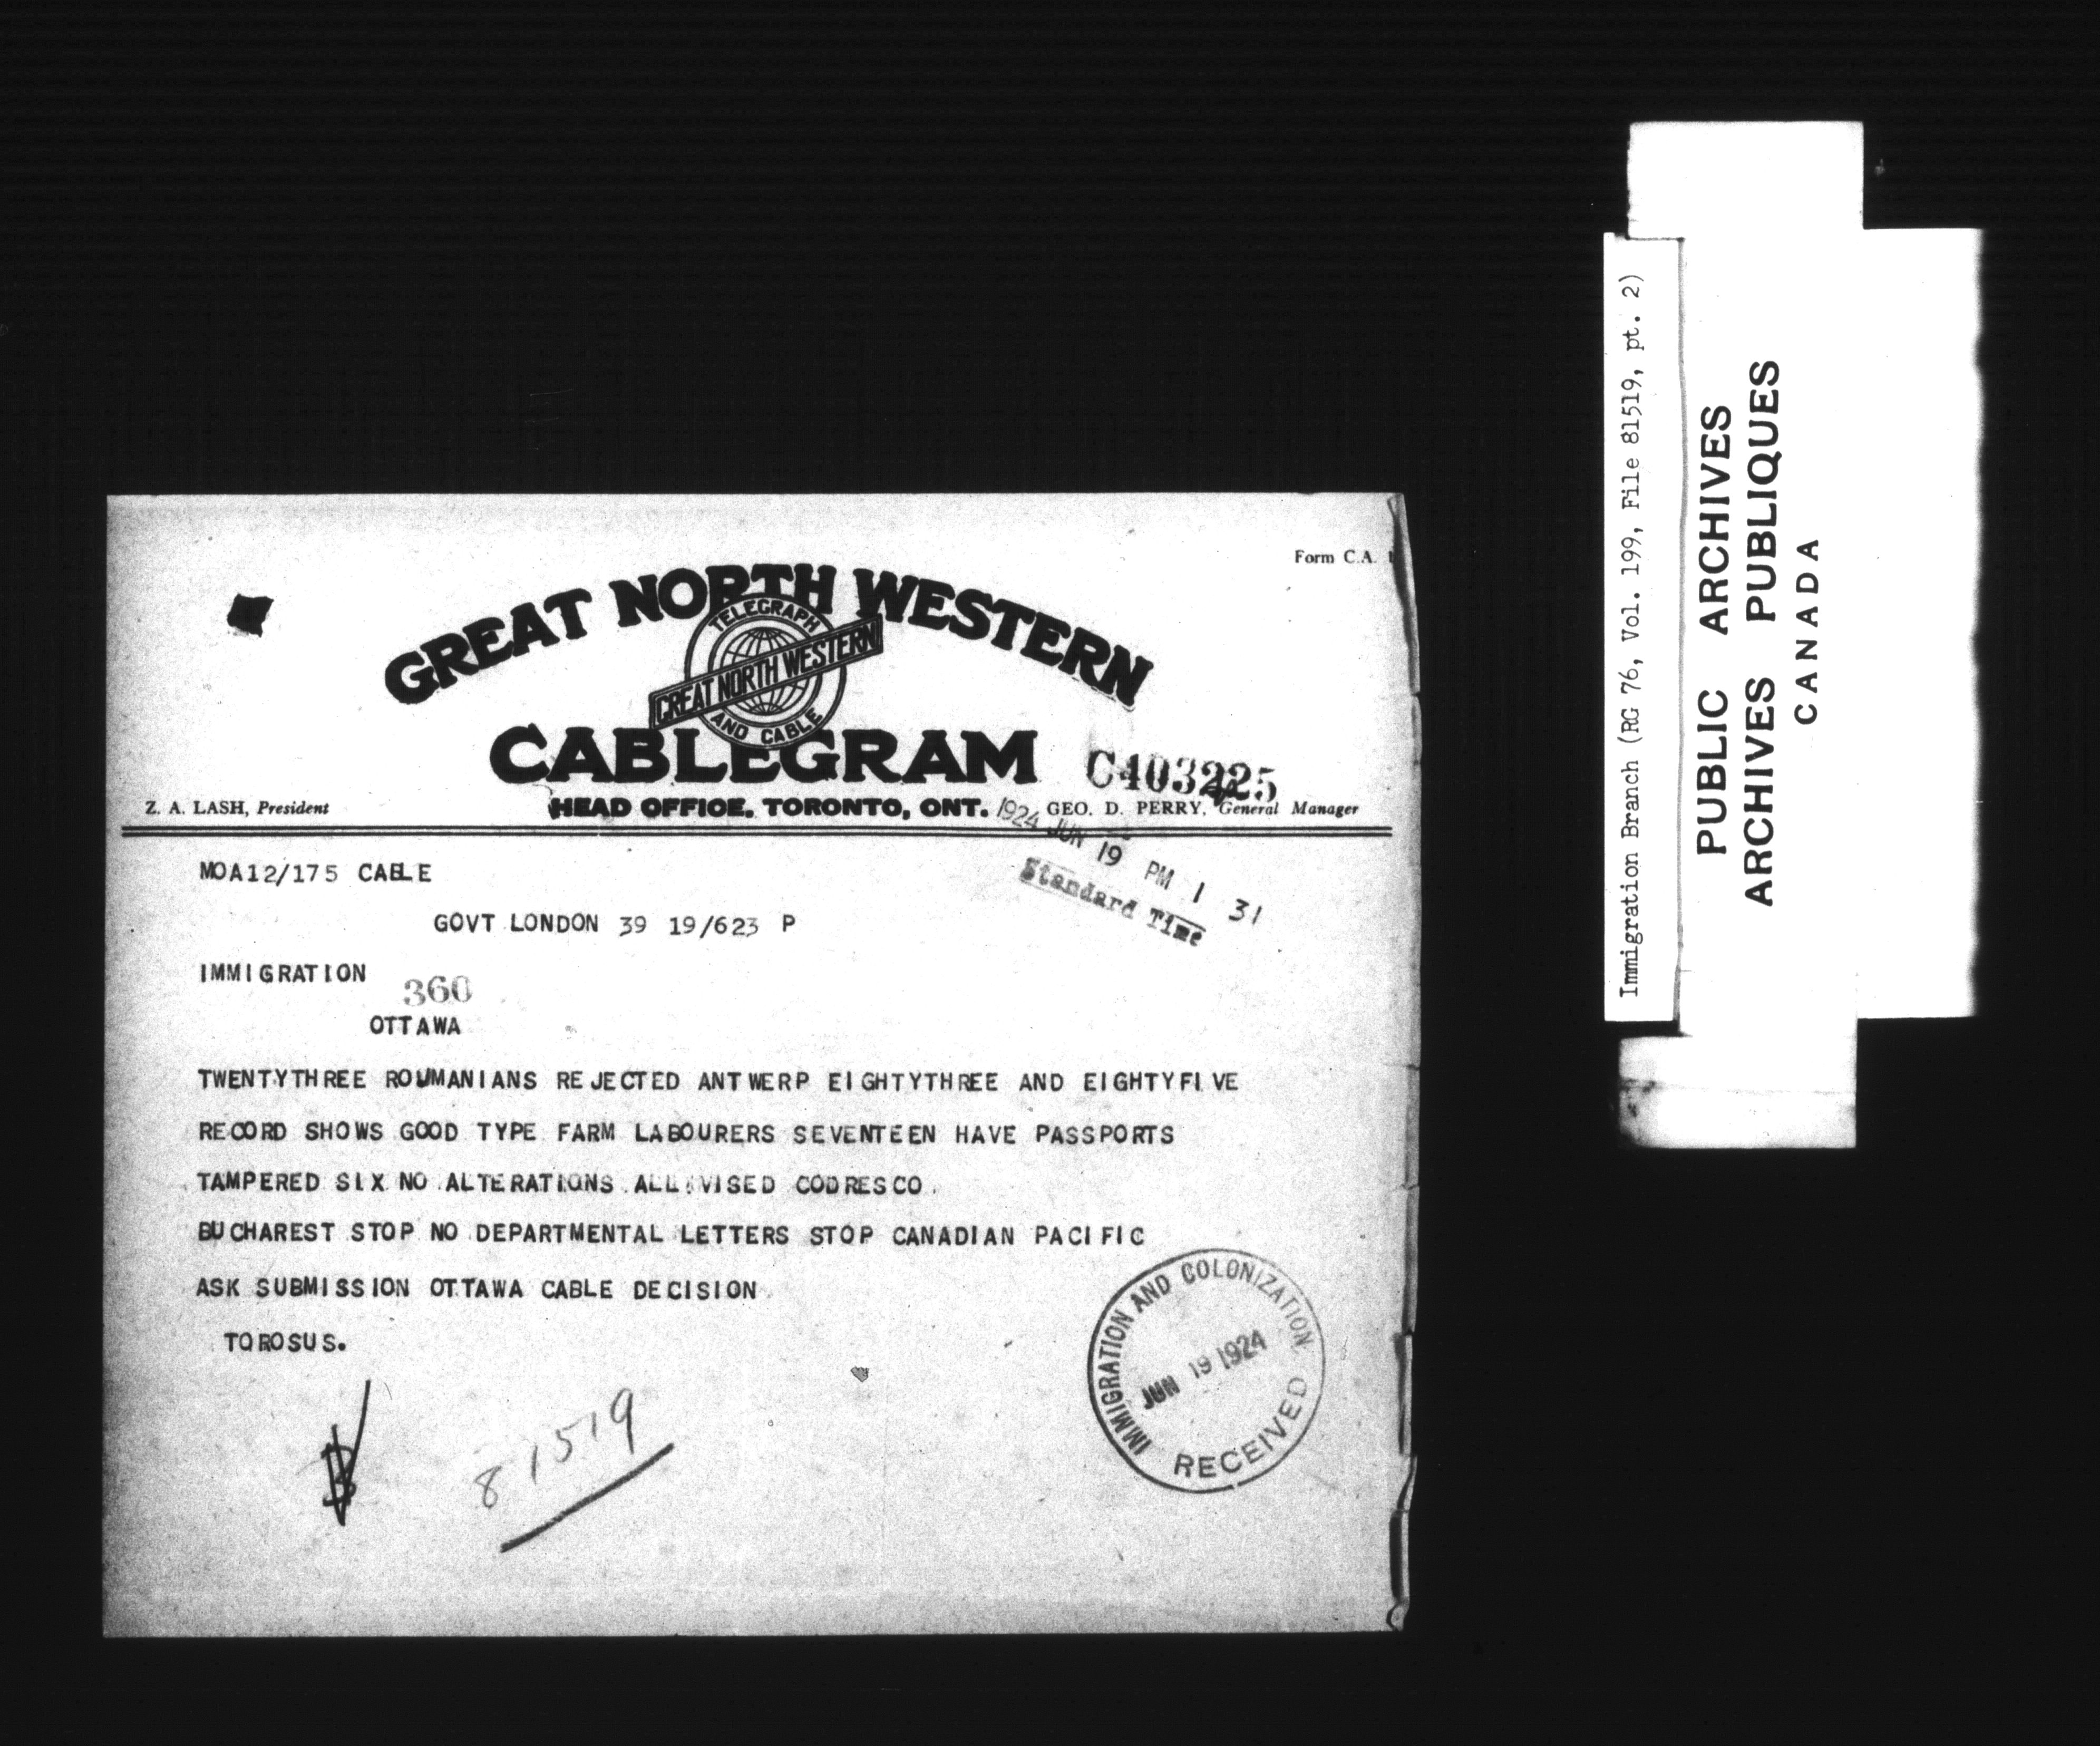 Form C.A.
GREAT NORTH WESTERN
TELEGRAPH
GREAT NORTH WESTERN
AND CABLE
CABLEGRAM
C403225
Z. A. LASH, President
HEAD OFFICE, TORONTO, ONT.
GEO. D. PERRY, General Manager
1924 JUN 19 PM 1 31
Standard Time
MOA12/175 CABLE
GOVT LONDON 39 19/623 P
IMMIGRATION
360
OTTAWA
TWENTYTHREE ROUMANIANS REJECTED ANTWERP EIGHTYTHREE AND EIGHTYFIVE
RECORD SHOWS GOOD TYPE FARM LABOURERS SEVENTEEN HAVE PASSPORTS
TAMPERED SIX NO ALTERATIONS ALL VISED CODRESCO
BUCHAREST STOP NO DEPARTMENTAL LETTERS STOP CANADIAN PACIFIC
ASK SUBMISSION OTTAWA CABLE DECISION
TOROSUS.
81519
IMMIGRATION AND COLONIZATION
JUN 19 1924
RECEIVED
Immigration Branch (RG 76, Vol. 199, File 81519, pt. 2)
PUBLIC ARCHIVES
ARCHIVES PUBLIQUES
CANADA